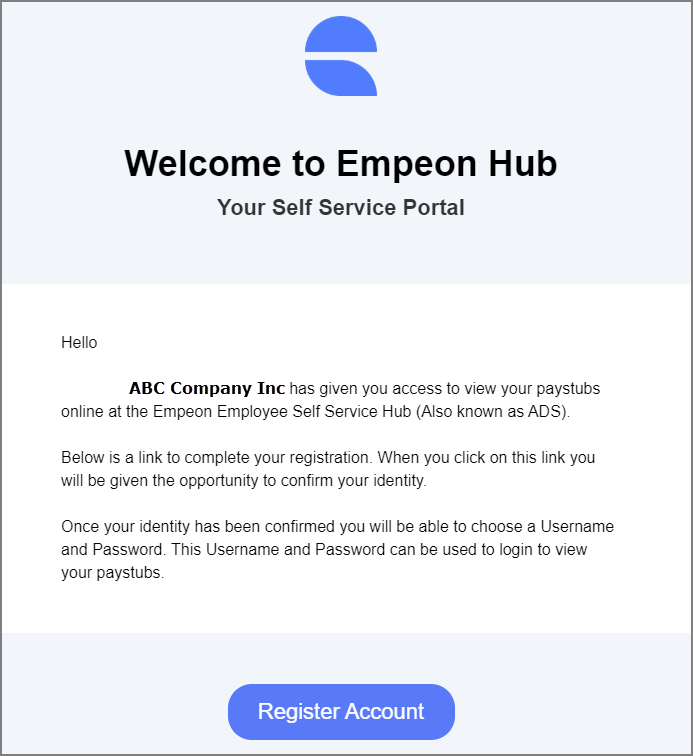 Welcome to Empeon Hub
Your Self Service Portal
Hello
ABC Company Inc has given you access to view your paystubs
online at the Empeon Employee Self Service Hub (Also known as ADS).
Below is a link to complete your registration. When you click on this link you
will be given the opportunity to confirm your identity.
Once your identity has been confirmed you will be able to choose a Username
and Password. This Username and Password can be used to login to view
your paystubs.
Register Account